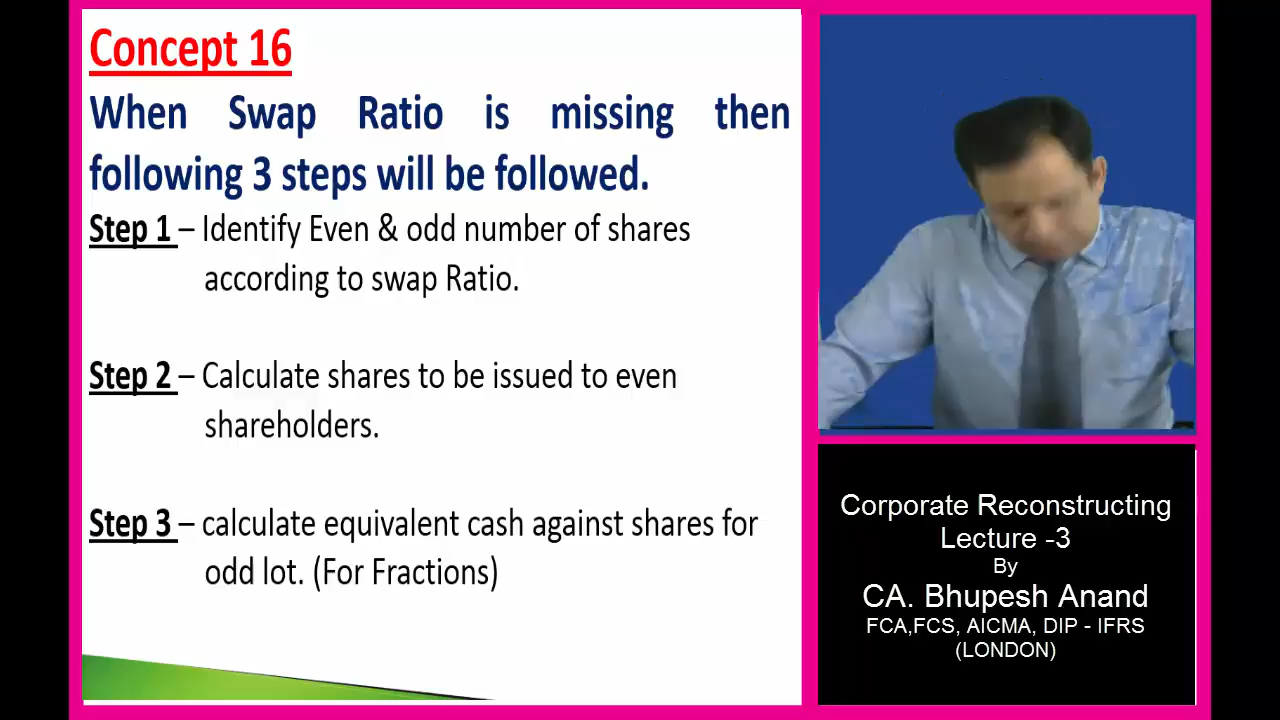 Concept 16
When Swap Ratio is missing then
following 3 steps will be followed.
Step 1 – Identify Even & odd number of shares
according to swap Ratio.
Step 2 – Calculate shares to be issued to even
shareholders.
Step 3 – calculate equivalent cash against shares for
odd lot. (For Fractions)
Corporate Reconstructing
Lecture -3
By
CA. Bhupesh Anand
FCA,FCS, AICMA, DIP - IFRS
(LONDON)